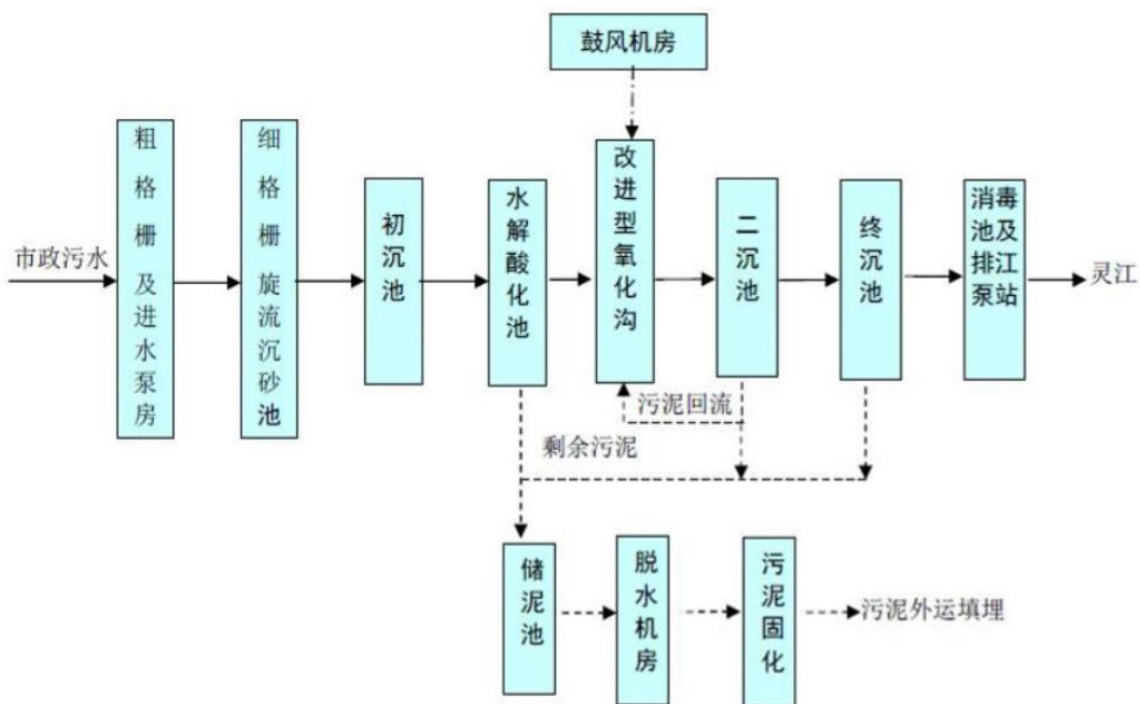 鼓风机房
市政污水
粗格栅及进水泵房
细格栅旋流沉砂池
初沉池
水解酸化池
改进型氧化沟
二沉池
终沉池
消毒池及排江泵站
灵江
污泥回流
剩余污泥
储泥池
脱水机房
污泥固化
污泥外运填埋